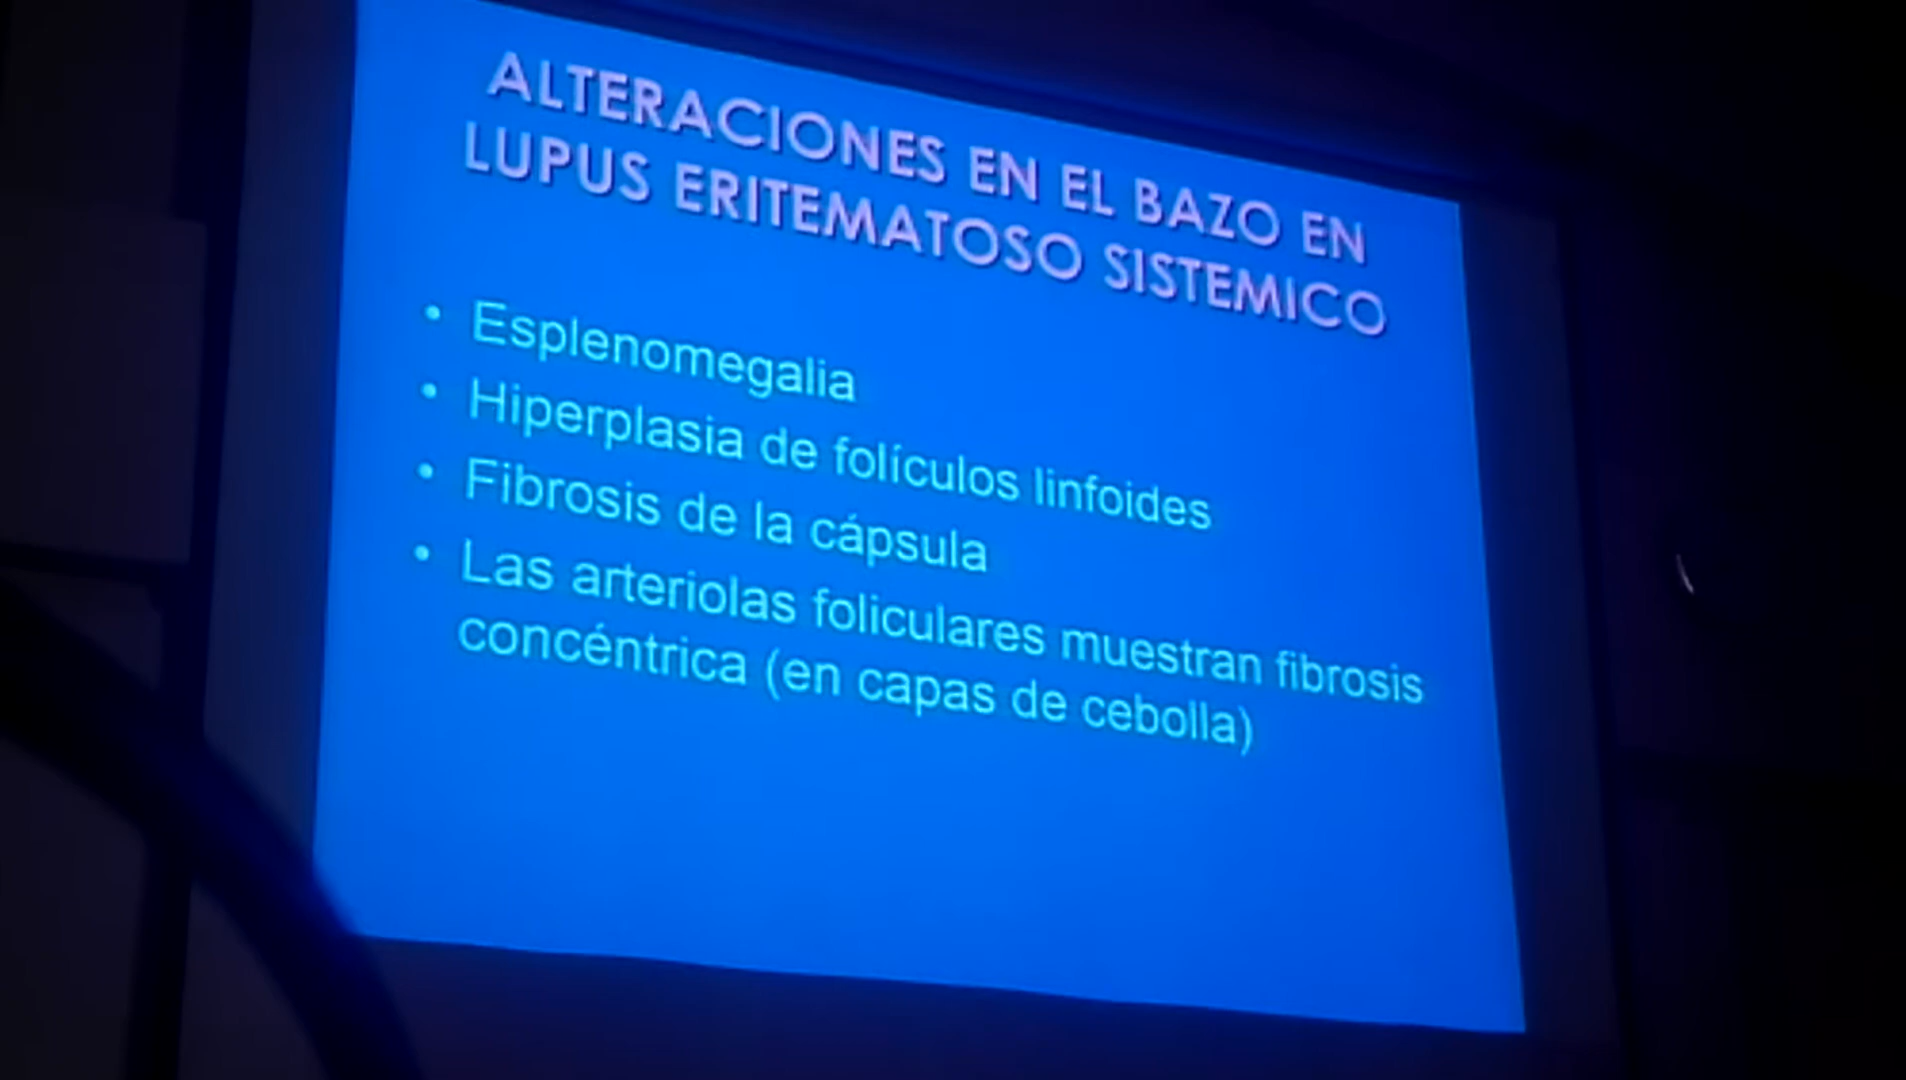 ALTERACIONES EN EL BAZO EN
LUPUS ERITEMATOSO SISTEMICO
• Esplenomegalia
• Hiperplasia de folículos linfoides
• Fibrosis de la cápsula
• Las arteriolas foliculares muestran fibrosis
concéntrica (en capas de cebolla)